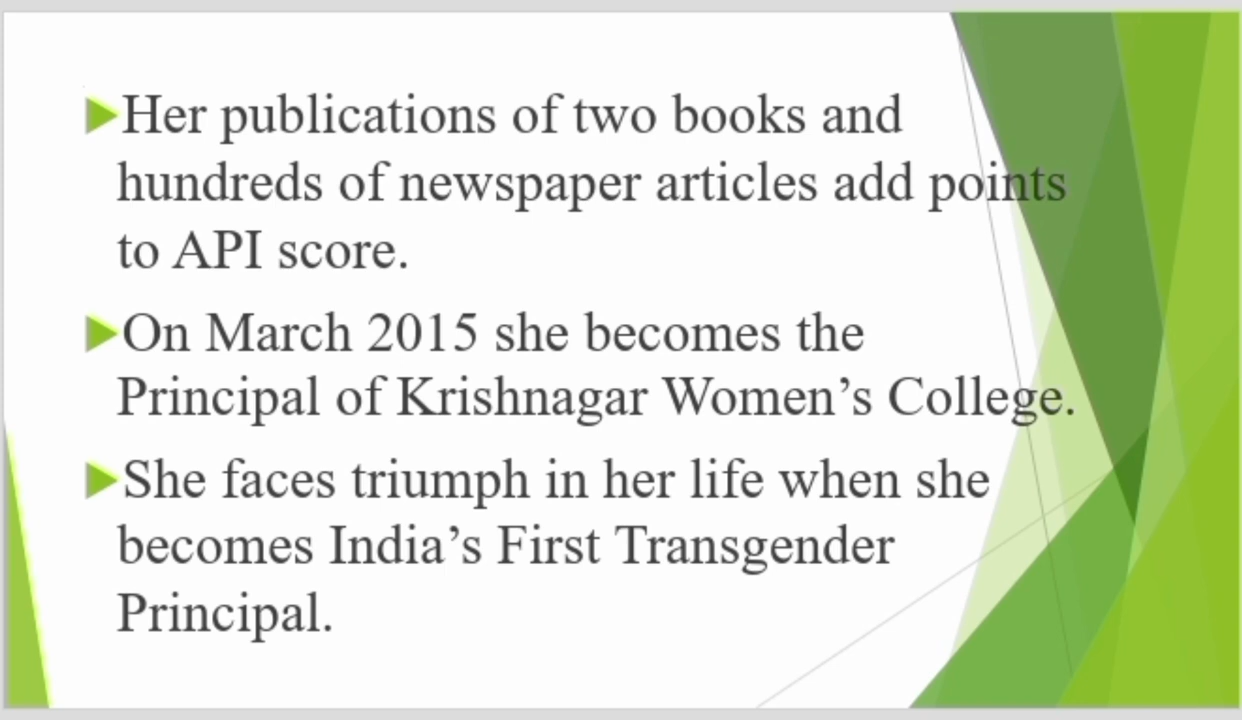 Her publications of two books and
hundreds of newspaper articles add points
to API score.
On March 2015 she becomes the
Principal of Krishnagar Women’s College.
She faces triumph in her life when she
becomes India’s First Transgender
Principal.